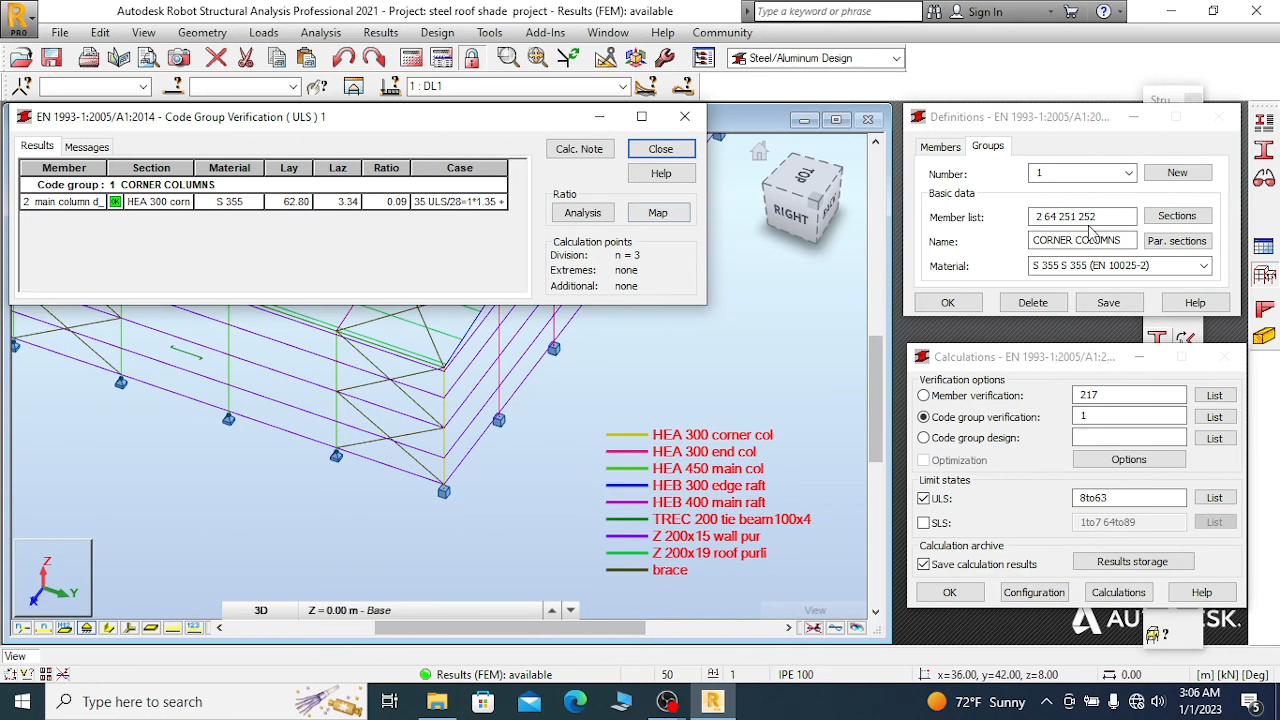 PRO
Autodesk Robot Structural Analysis Professional 2021 - Project: steel roof shade project - Results (FEM): available
Type a keyword or phrase
Sign In
File Edit View Geometry Loads Analysis Results Design Tools Add-Ins Window Help Community
Steel/Aluminum Design
1 : DL1
EN 1993-1:2005/A1:2014 - Code Group Verification ( ULS ) 1
Results Messages
Member Section Material Lay Laz Ratio Case
Code group : 1 CORNER COLUMNS
2 main column d_ OK HEA 300 corn S 355 62.80 3.34 0.09 35 ULS/28=1*1.35 +
Calc. Note Close
Help
Ratio
Analysis Map
Calculation points
Division: n = 3
Extremes: none
Additional: none
TOP
RIGHT
HEA 300 corner col
HEA 300 end col
HEA 450 main col
HEB 300 edge raft
HEB 400 main raft
TREC 200 tie beam100x4
Z 200x15 wall pur
Z 200x19 roof purli
brace
Z
Y
X
3D Z = 0.00 m - Base
View
Definitions - EN 1993-1:2005/A1:20...
Members Groups
Number: 1 New
Basic data
Member list: 2 64 251 252 Sections
Name: CORNER COLUMNS Par. sections
Material: S 355 S 355 (EN 10025-2)
OK Delete Save Help
Calculations - EN 1993-1:2005/A1:2...
Verification options
Member verification: 217 List
Code group verification: 1 List
Code group design: List
Optimization Options
Limit states
ULS: 8to63 List
SLS: 1to7 64to89 List
Calculation archive
Save calculation results Results storage
OK Configuration Calculations Help
AUTODESK.
View
Results (FEM): available 50 1 IPE 100 x=36.00, y=42.00, z=8.00 0.00 [m] [kN] [Deg]
Type here to search
72°F Sunny
3:06 AM
1/1/2023